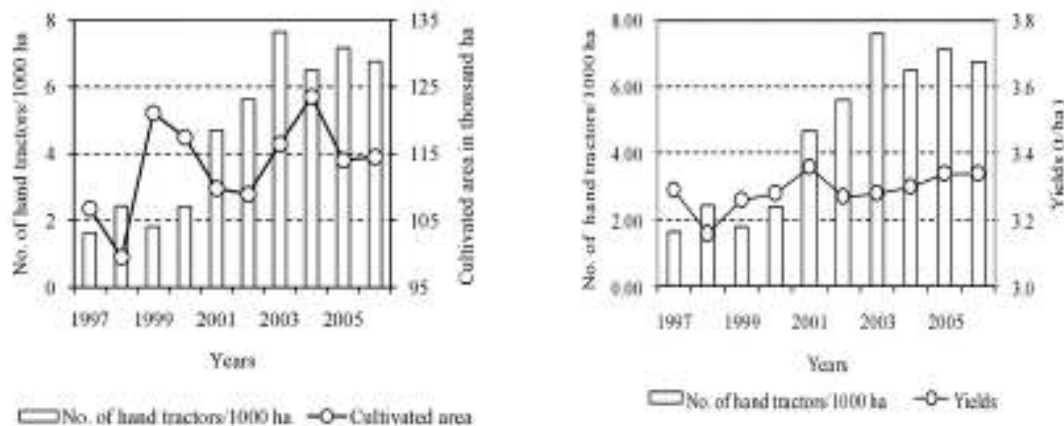 No. of hand tractors/1000 ha
8
6
4
2
0
135
125
115
105
95
Cultivated area in thousand ha
1997 1999 2001 2003 2005
Years
No. of hand tractors/1000 ha Cultivated area
No. of hand tractors/1000 ha
8.00
6.00
4.00
2.00
0.00
3.8
3.6
3.4
3.2
3.0
Yields (t/ha)
1997 1999 2001 2003 2005
Years
No. of hand tractors/1000 ha Yields